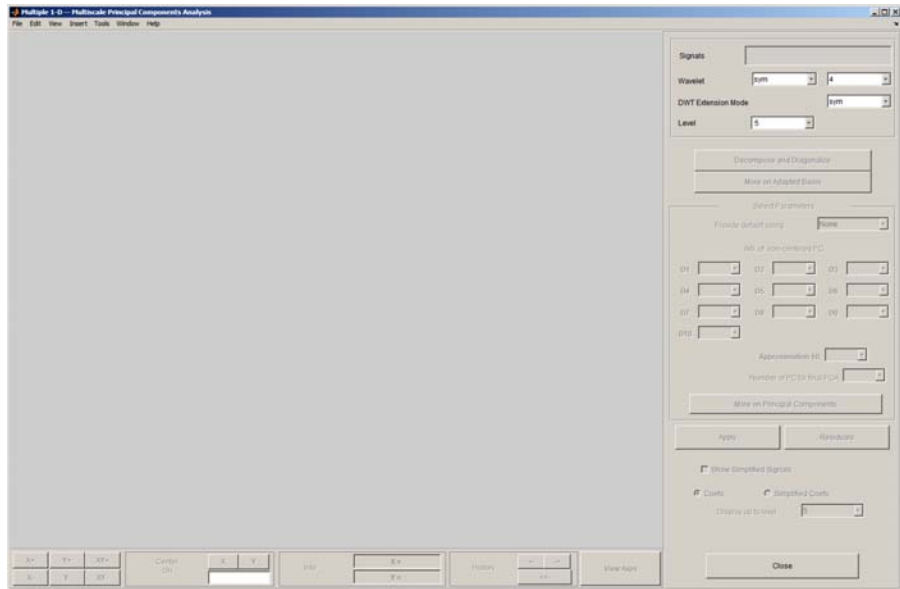 Multiple 1-D -- Multiscale Principal Components Analysis
File Edit View Insert Tools Window Help
Signals
Wavelet sym 4
DWT Extension Mode sym
Level 5
Decompose and Diagonalize
More on Adapted Basis
Select Parameters
Provide default using None
Nb. of non-centered PC
D1 D2 D3
D4 D5 D6
D7 D8 D9
D10
Approximation
Number of PC for final PCA
More on Principal Components
Apply Residuals
Show Simplified Signals
Coefs Simplified Coefs
Display up to level 5
X+ Y+ XY+ Center On X Y Info X = History View Axes
X- Y- XY- Y =
Close